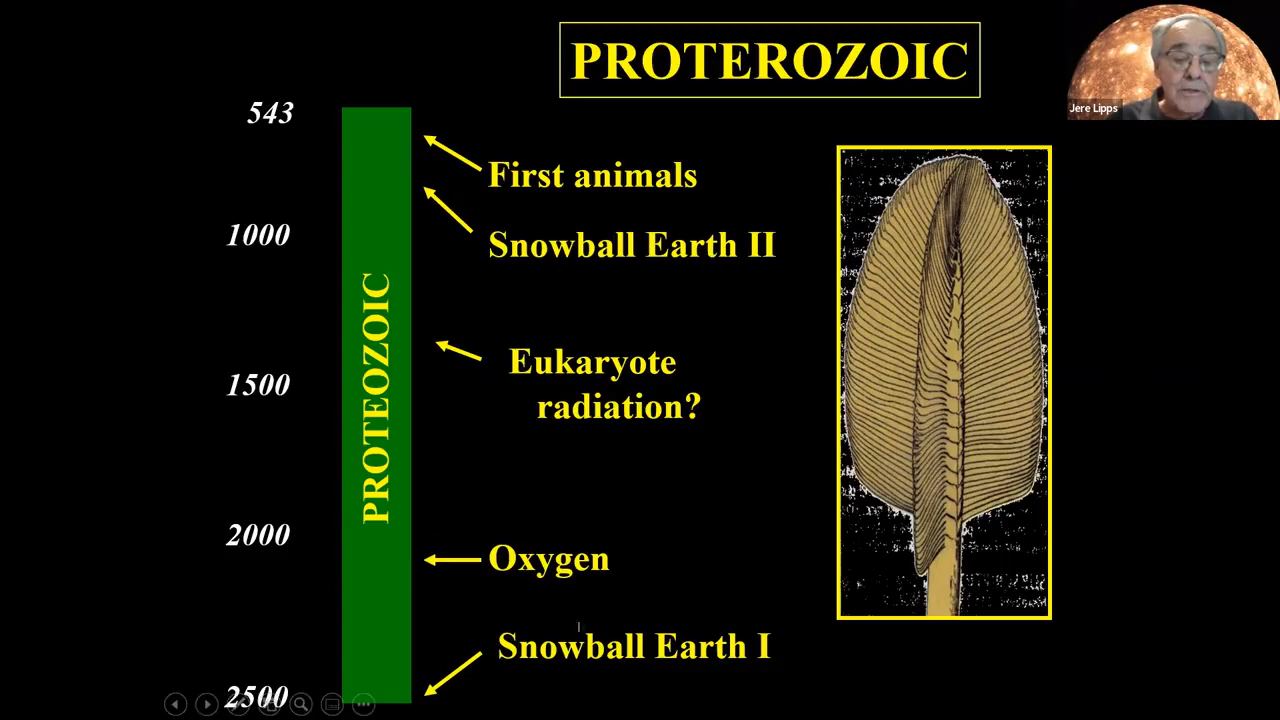 PROTEROZOIC
Jere Lipps
543
First animals
1000
Snowball Earth II
PROTEOZOIC
Eukaryote
radiation?
1500
2000
Oxygen
Snowball Earth I
2500